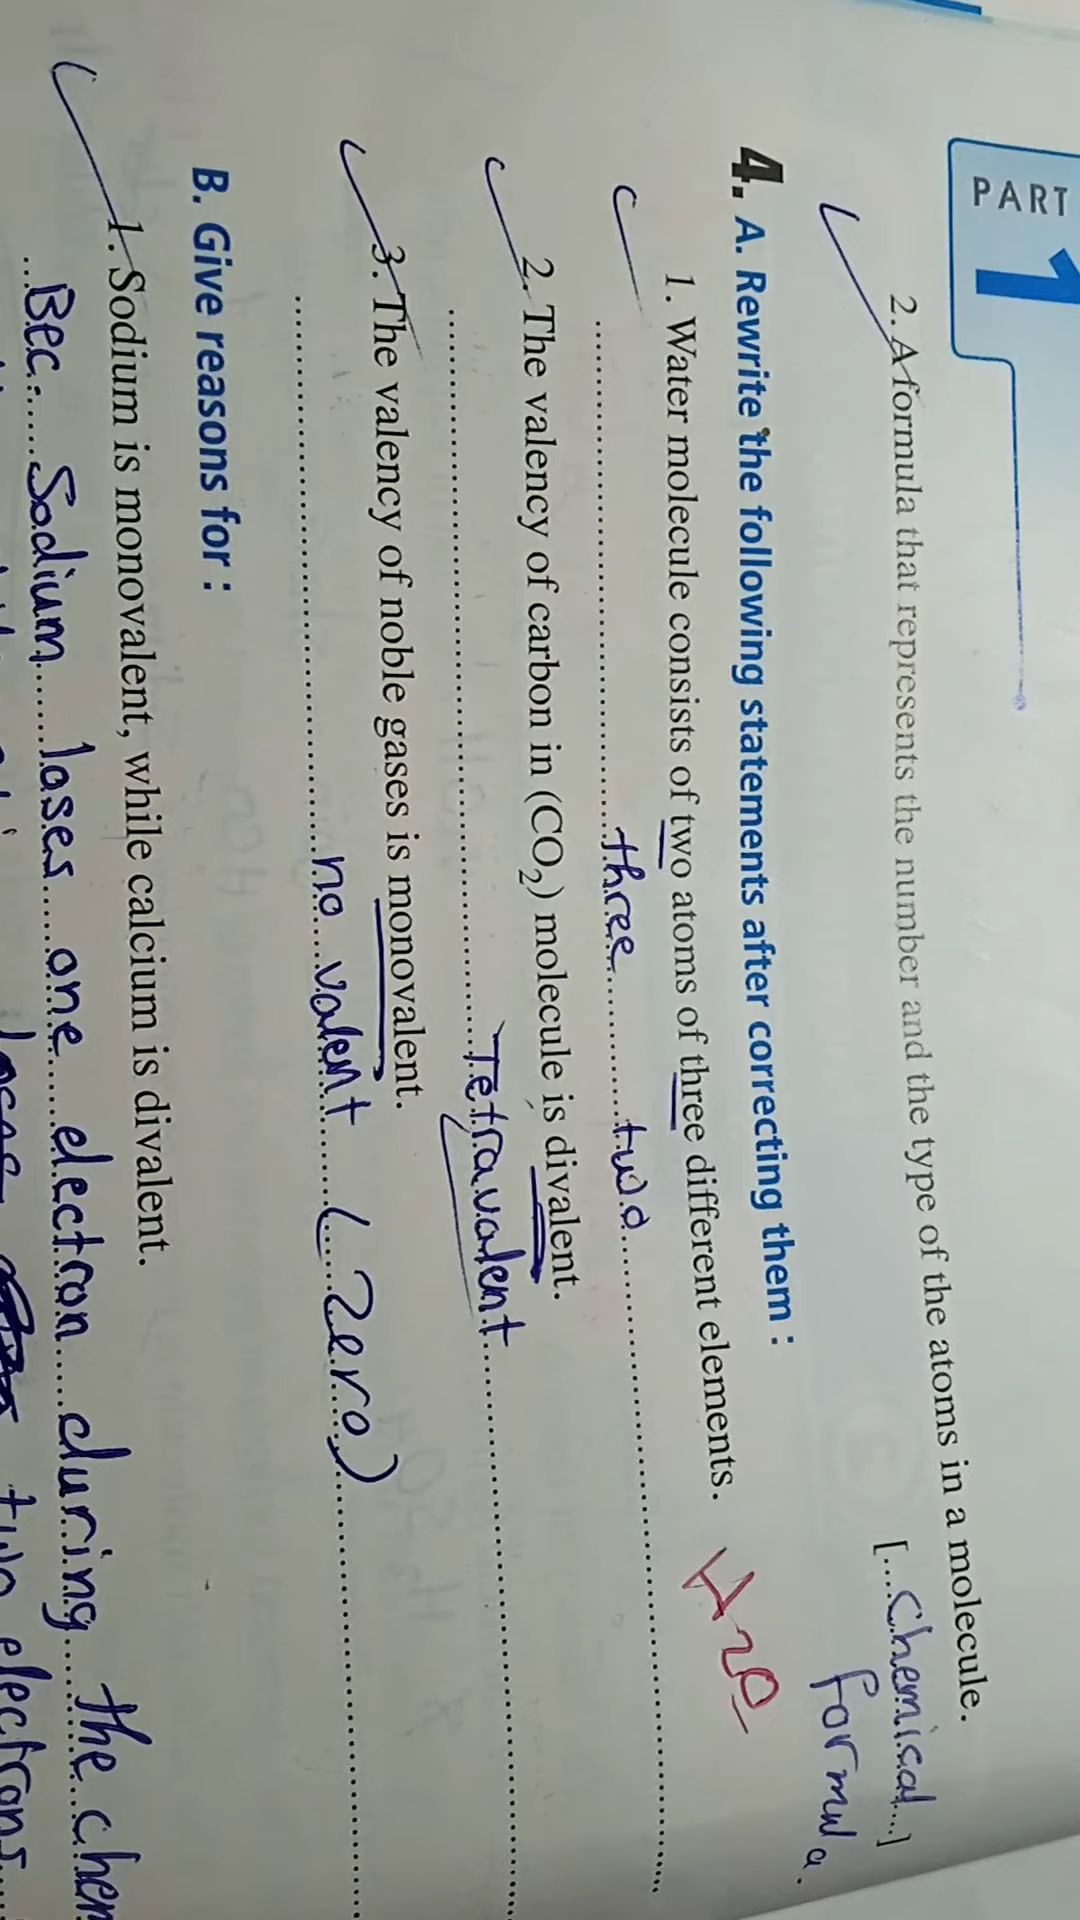 PART 1
2. A formula that represents the number and the type of the atoms in a molecule.
[...Chemical...]
formula.
4. A. Rewrite the following statements after correcting them :
1. Water molecule consists of two atoms of three different elements. H20
three two
2. The valency of carbon in (CO₂) molecule is divalent.
Tetravalent
3. The valency of noble gases is monovalent.
no valent (Zero)
B. Give reasons for :
1. Sodium is monovalent, while calcium is divalent.
Bec. Sodium loses one electron during the chem
two electrons